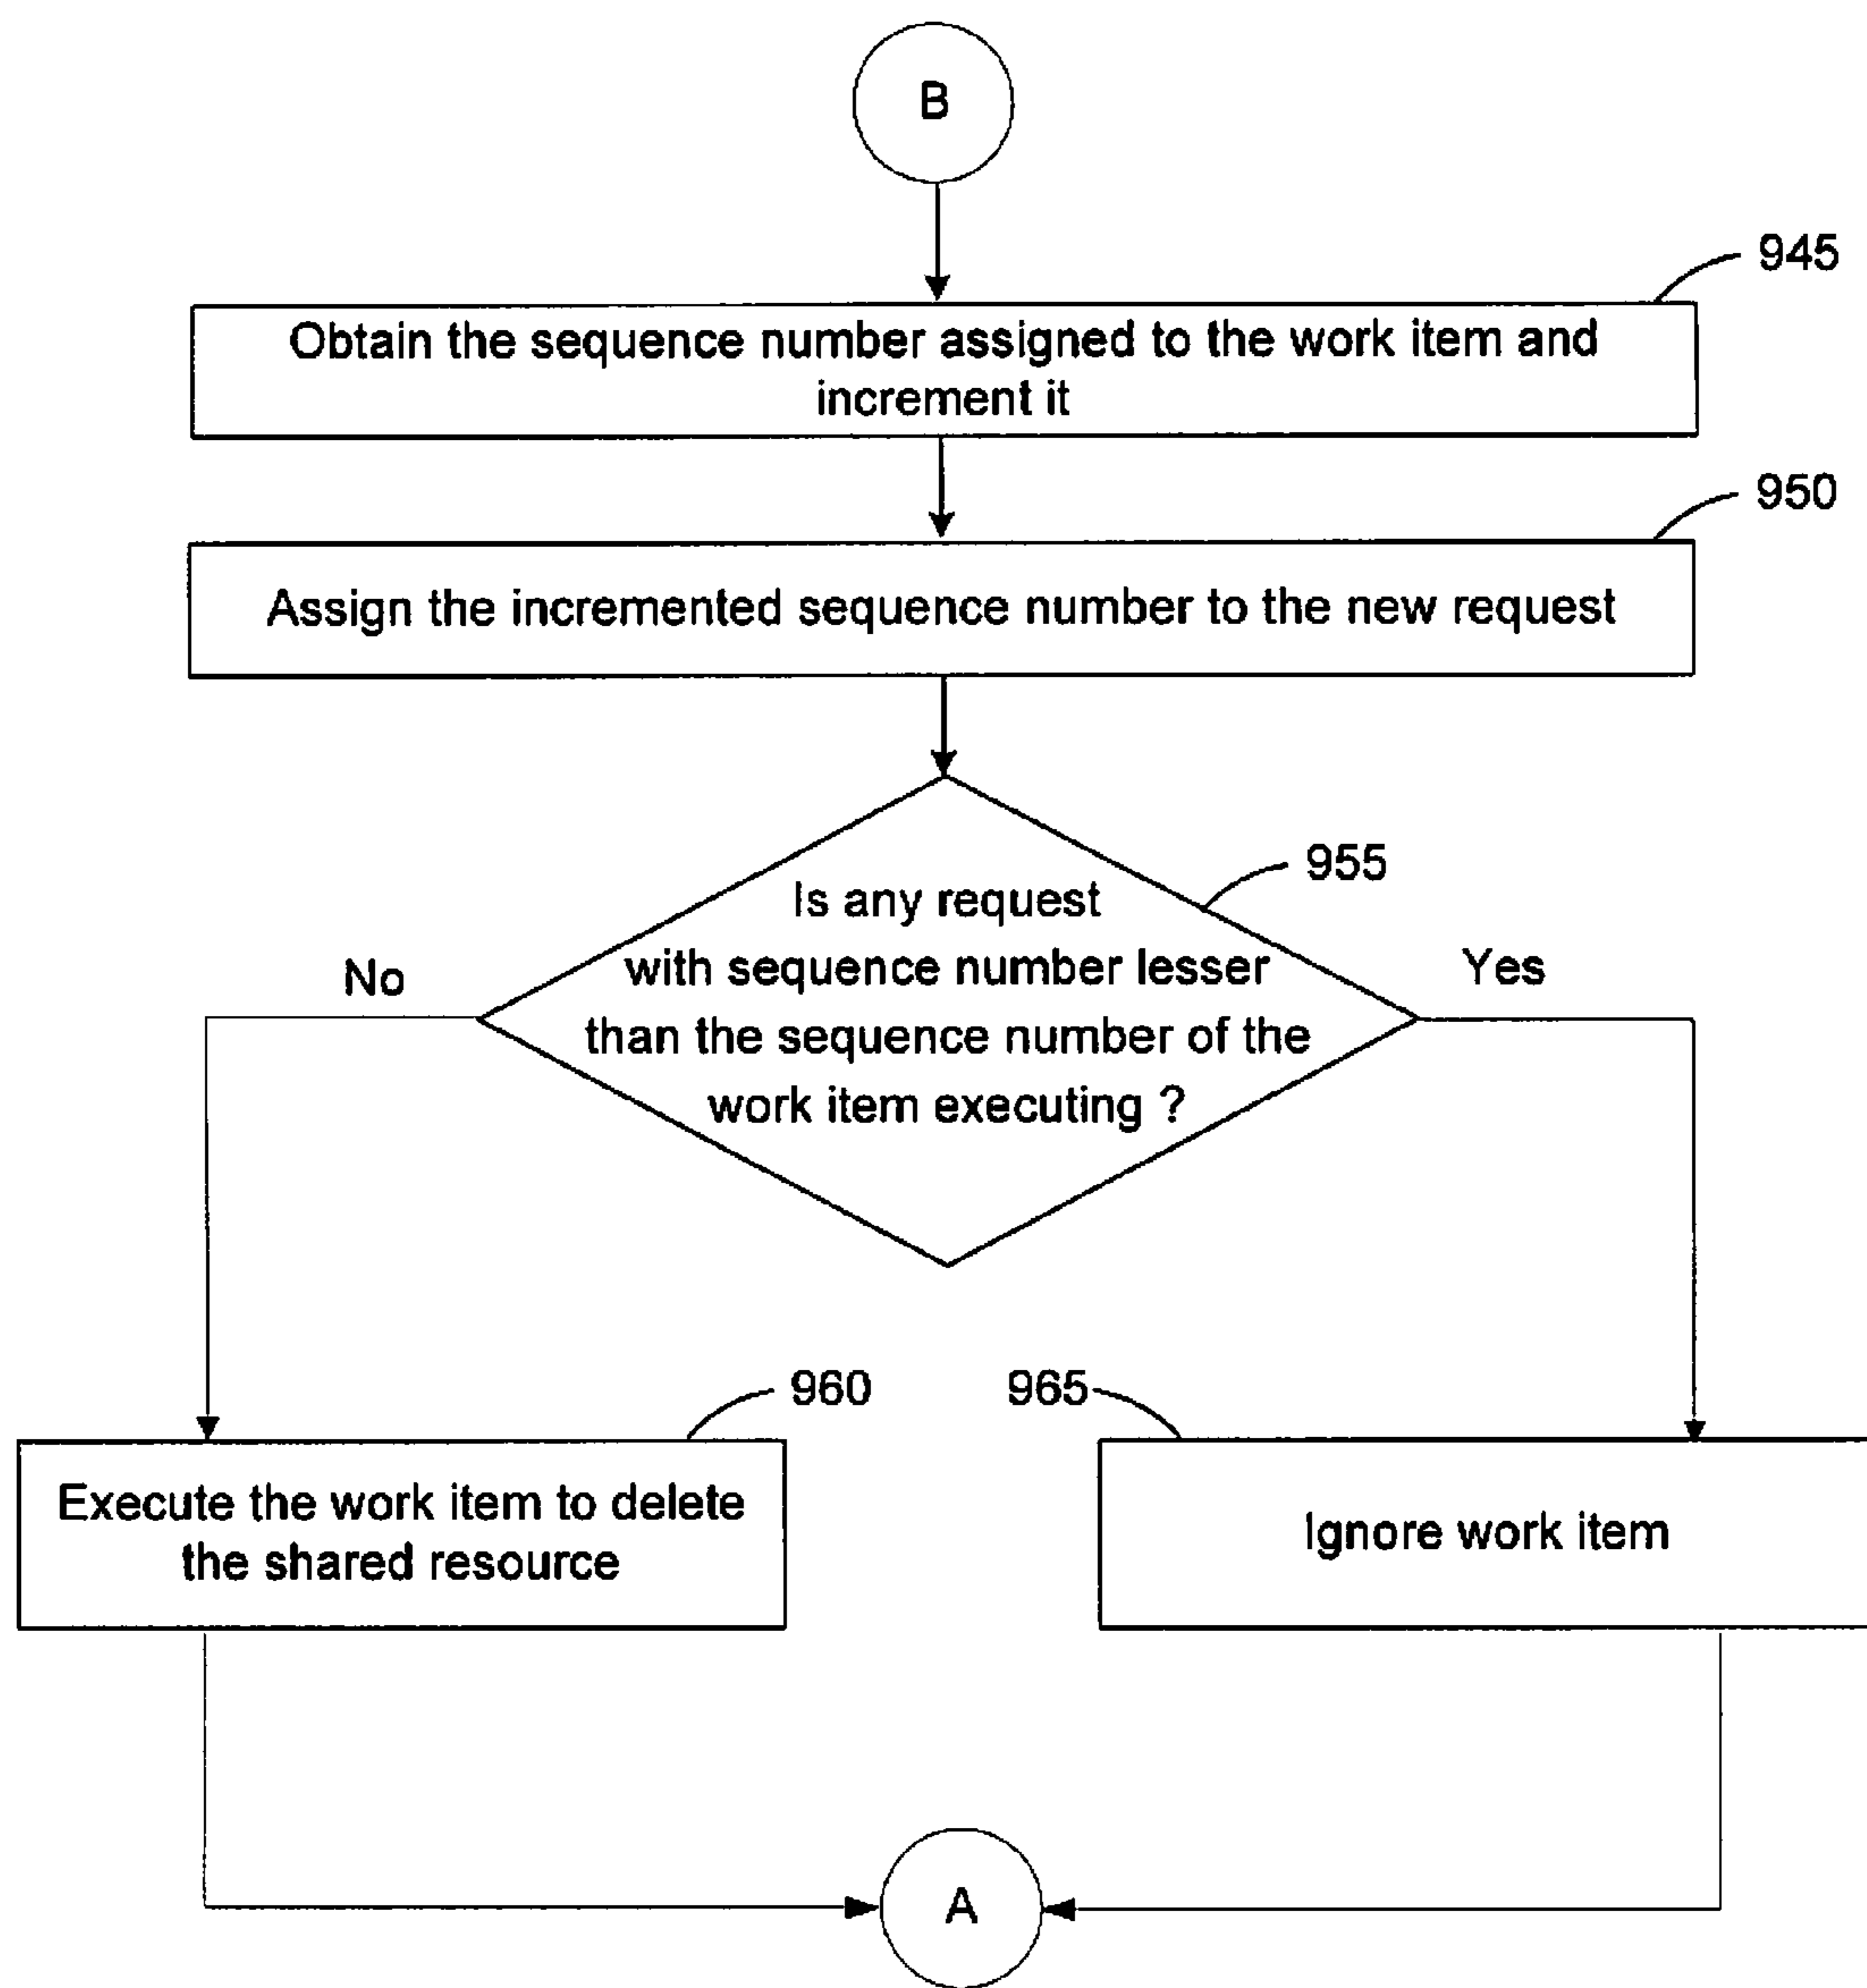 B
945
Obtain the sequence number assigned to the work item and
increment it
950
Assign the incremented sequence number to the new request
955
Is any request
with sequence number lesser
than the sequence number of the
work item executing ?
No
Yes
960
965
Execute the work item to delete
the shared resource
Ignore work item
A